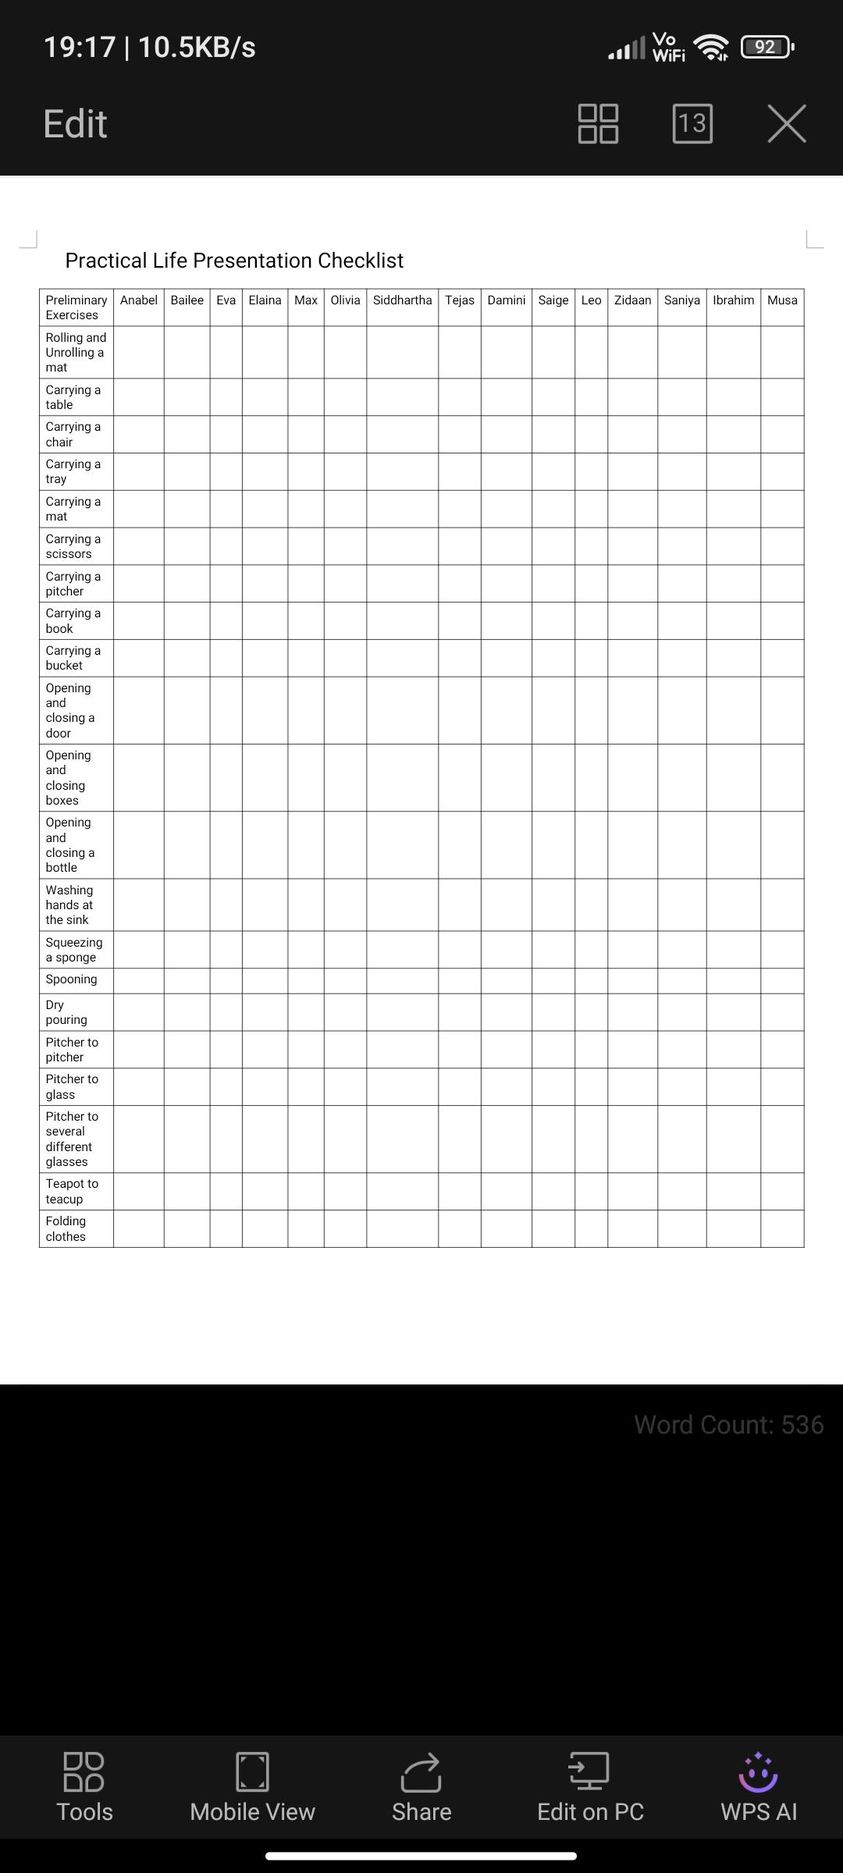 19:17 | 10.5KB/s Vo WiFi 92
Edit 13
Practical Life Presentation Checklist
Preliminary Exercises Anabel Bailee Eva Elaina Max Olivia Siddhartha Tejas Damini Saige Leo Zidaan Saniya Ibrahim Musa
Rolling and
Unrolling a
mat
Carrying a
table
Carrying a
chair
Carrying a
tray
Carrying a
mat
Carrying a
scissors
Carrying a
pitcher
Carrying a
book
Carrying a
bucket
Opening
and
closing a
door
Opening
and
closing
boxes
Opening
and
closing a
bottle
Washing
hands at
the sink
Squeezing
a sponge
Spooning
Dry
pouring
Pitcher to
pitcher
Pitcher to
glass
Pitcher to
several
different
glasses
Teapot to
teacup
Folding
clothes
Word Count: 536
Tools Mobile View Share Edit on PC WPS AI